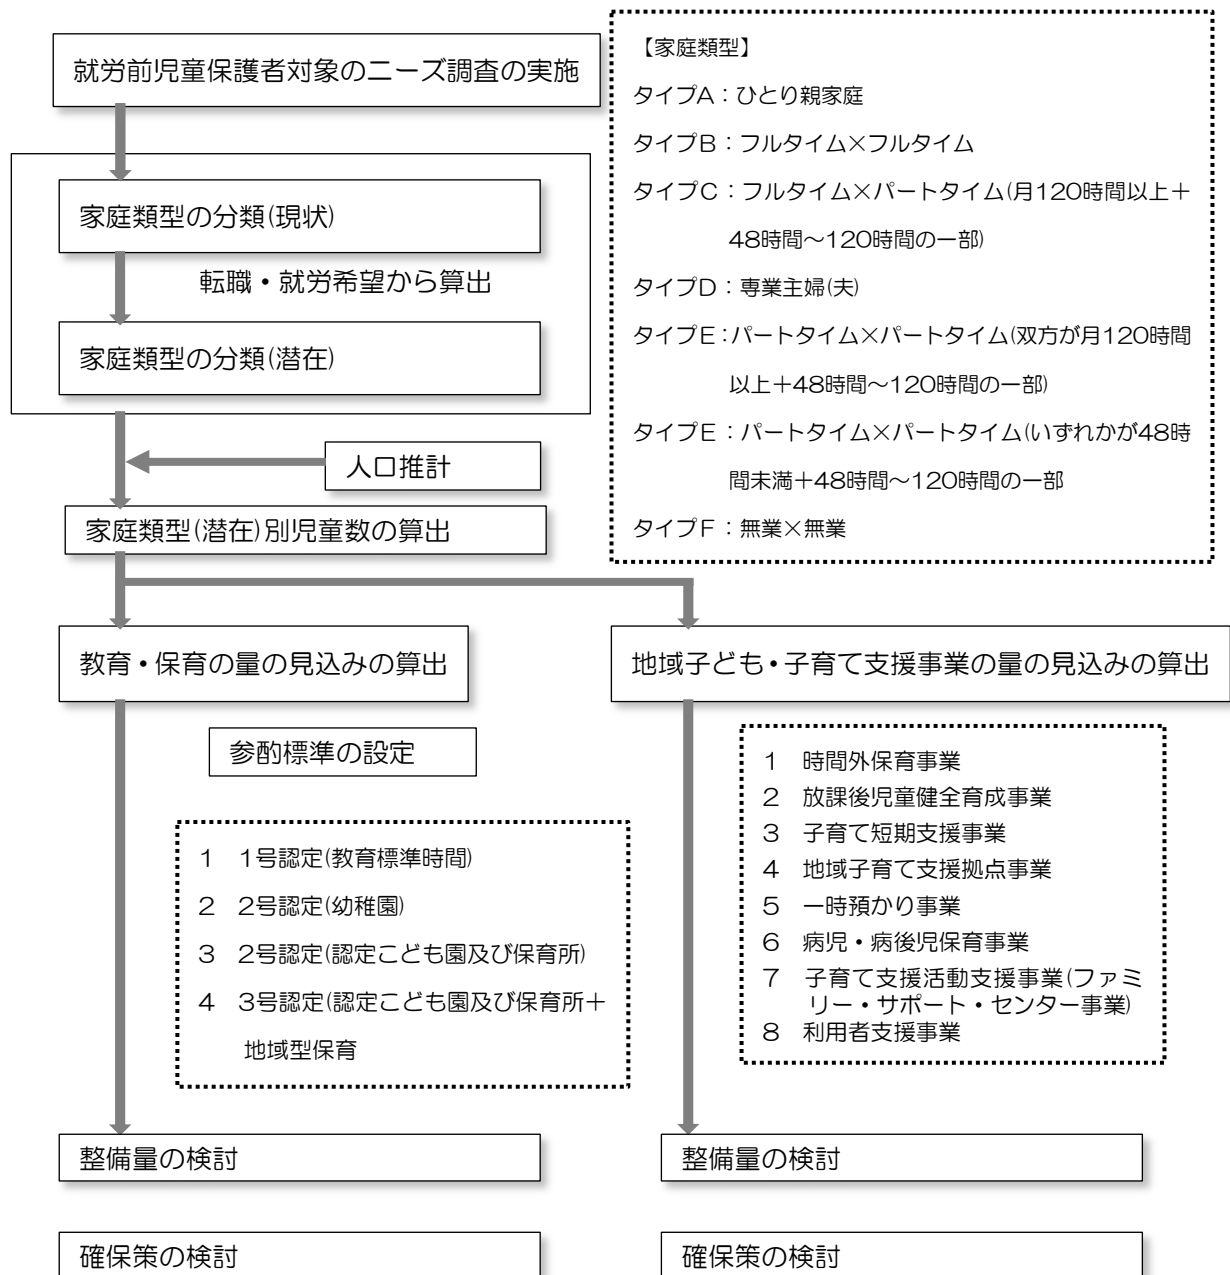 就労前児童保護者対象のニーズ調査の実施
家庭類型の分類(現状)
転職・就労希望から算出
家庭類型の分類(潜在)
人口推計
家庭類型(潜在)別児童数の算出
【家庭類型】
タイプA：ひとり親家庭
タイプB：フルタイム×フルタイム
タイプC：フルタイム×パートタイム(月120時間以上＋
48時間～120時間の一部)
タイプD：専業主婦(夫)
タイプE：パートタイム×パートタイム(双方が月120時間
以上＋48時間～120時間の一部)
タイプE：パートタイム×パートタイム(いずれかが48時
間未満＋48時間～120時間の一部
タイプF：無業×無業
教育・保育の量の見込みの算出
参酌標準の設定
1　1号認定(教育標準時間)
2　2号認定(幼稚園)
3　2号認定(認定こども園及び保育所)
4　3号認定(認定こども園及び保育所＋
地域型保育
整備量の検討
確保策の検討
地域子ども・子育て支援事業の量の見込みの算出
1　時間外保育事業
2　放課後児童健全育成事業
3　子育て短期支援事業
4　地域子育て支援拠点事業
5　一時預かり事業
6　病児・病後児保育事業
7　子育て支援活動支援事業(ファミ
リー・サポート・センター事業)
8　利用者支援事業
整備量の検討
確保策の検討